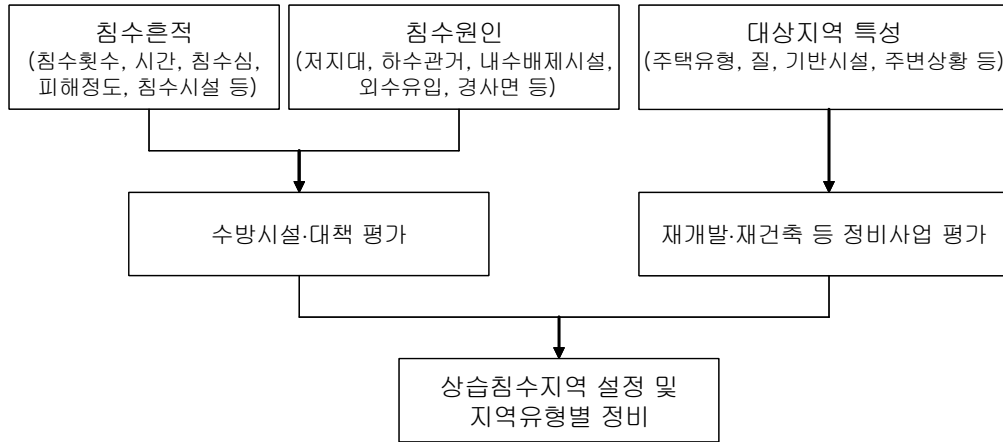 침수흔적
(침수횟수, 시간, 침수심,
피해정도, 침수시설 등)
침수원인
(저지대, 하수관거, 내수배제시설,
외수유입, 경사면 등)
대상지역 특성
(주택유형, 질, 기반시설, 주변상황 등)
수방시설·대책 평가
재개발·재건축 등 정비사업 평가
상습침수지역 설정 및
지역유형별 정비